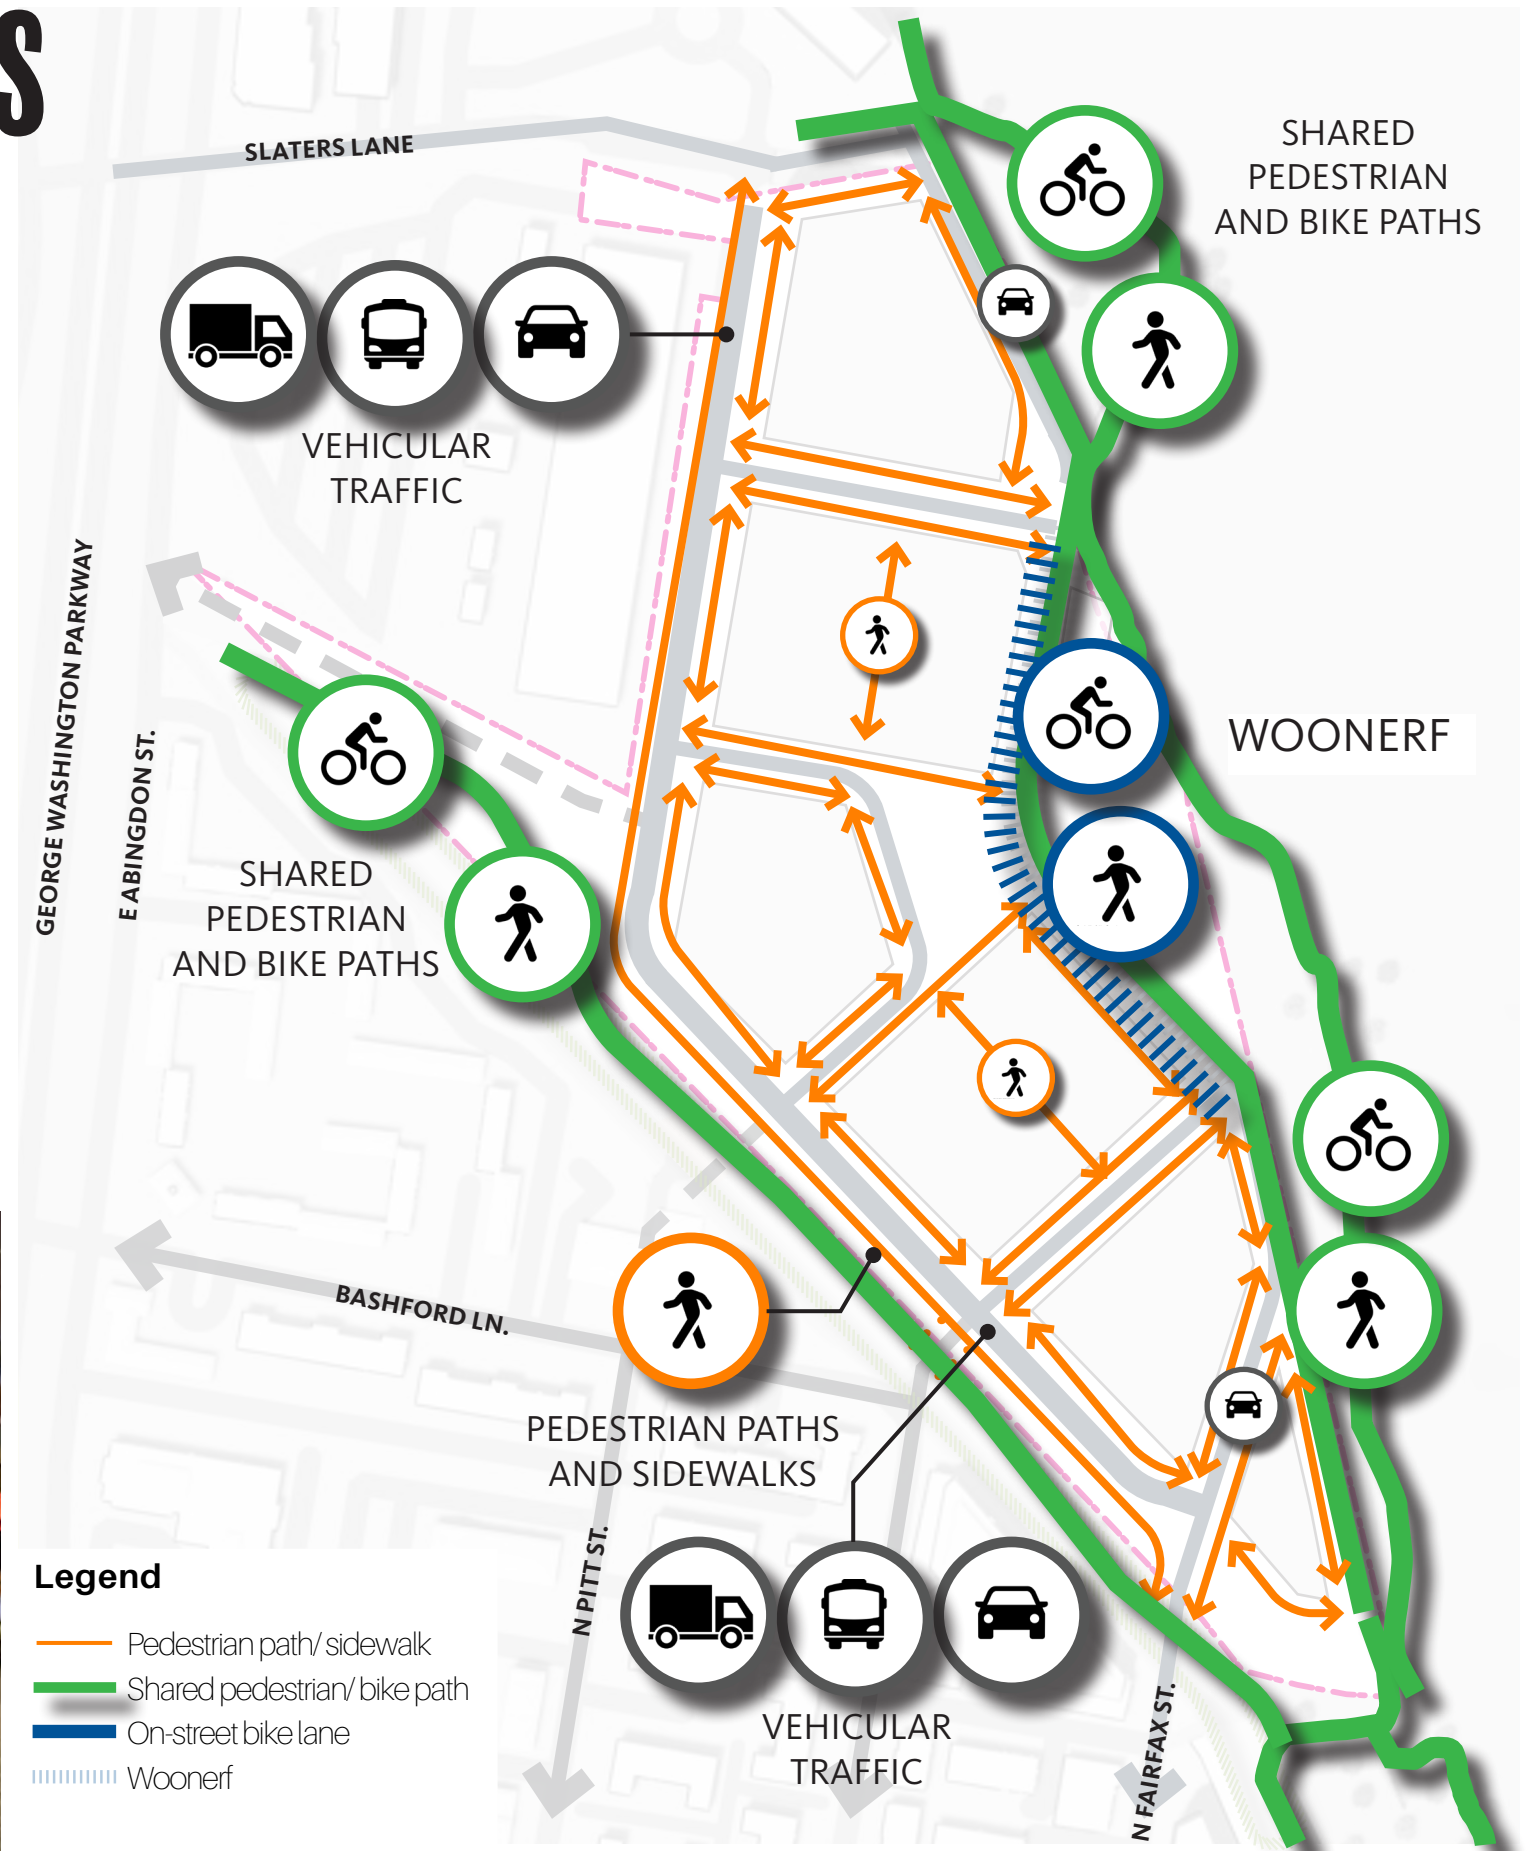 S
SLATERS LANE
SHARED
PEDESTRIAN
AND BIKE PATHS
VEHICULAR
TRAFFIC
GEORGE WASHINGTON PARKWAY
E ABINGDON ST.
WOONERF
SHARED
PEDESTRIAN
AND BIKE PATHS
BASHFORD LN.
PEDESTRIAN PATHS
AND SIDEWALKS
N PITT ST.
VEHICULAR
TRAFFIC
N FAIRFAX ST.
Legend
Pedestrian path/ sidewalk
Shared pedestrian/ bike path
On-street bike lane
Woonerf